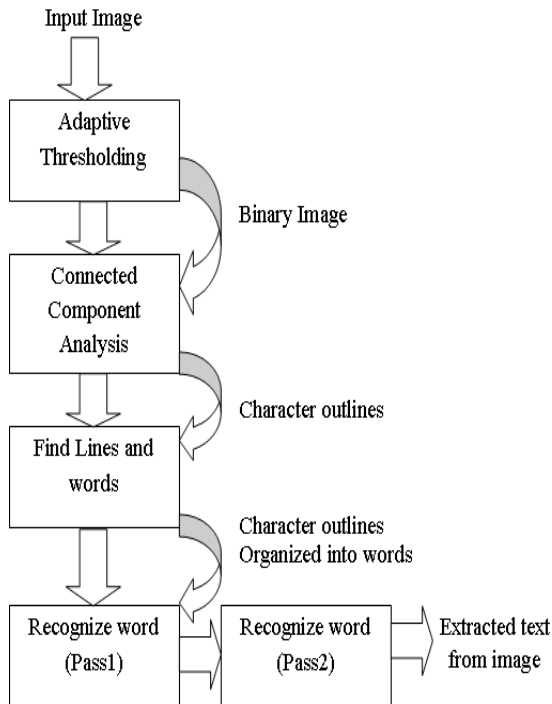 Input Image
Adaptive
Thresholding
Binary Image
Connected
Component
Analysis
Character outlines
Find Lines and
words
Character outlines
Organized into words
Recognize word
(Pass1)
Recognize word
(Pass2)
Extracted text
from image